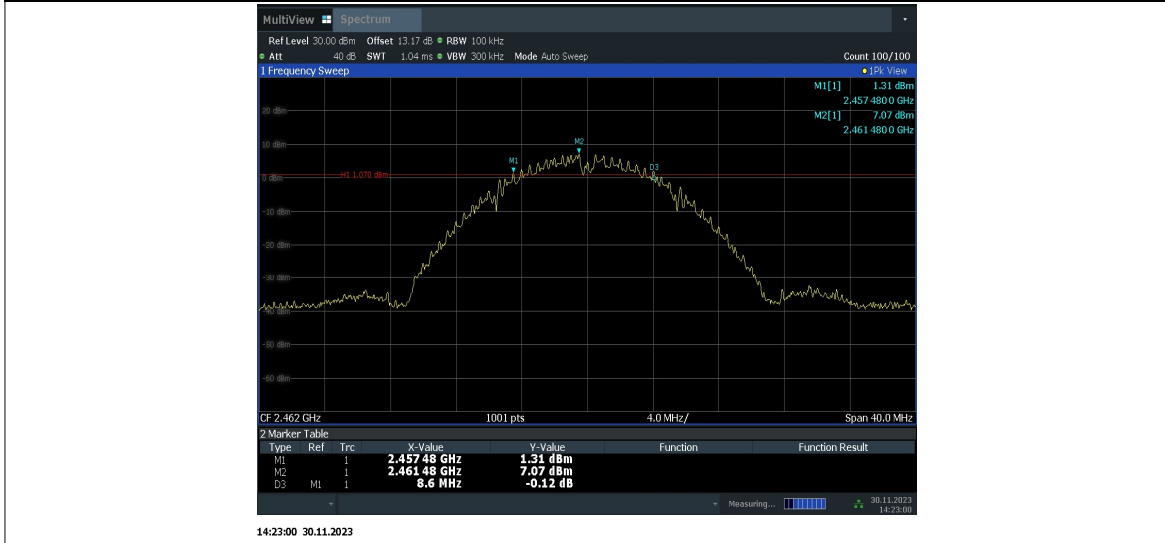 MultiView Spectrum
Ref Level 30.00 dBm Offset 13.17 dB RBW 100 kHz
Att 40 dB SWT 1.04 ms VBW 300 kHz Mode Auto Sweep Count 100/100
1 Frequency Sweep 1Pk View
M1[1] 1.31 dBm
2.457 480 0 GHz
M2[1] 7.07 dBm
2.461 480 0 GHz
20 dBm
10 dBm
M2
M1
D3
0 dBm
H1 1.070 dBm
-10 dBm
-20 dBm
-30 dBm
-40 dBm
-50 dBm
-60 dBm
CF 2.462 GHz 1001 pts 4.0 MHz/ Span 40.0 MHz
2 Marker Table
Type Ref Trc X-Value Y-Value Function Function Result
M1 1 2.457 48 GHz 1.31 dBm
M2 1 2.461 48 GHz 7.07 dBm
D3 M1 1 8.6 MHz -0.12 dB
Measuring... 30.11.2023
14:23:00
14:23:00 30.11.2023